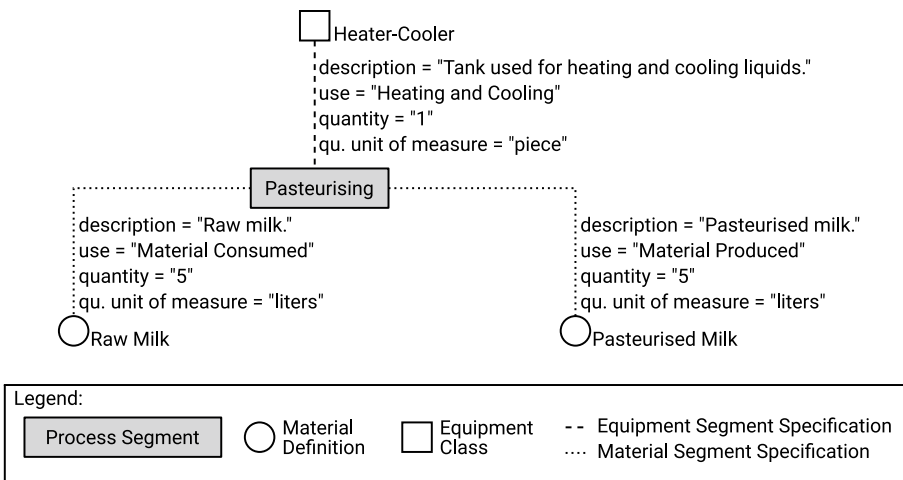 Heater-Cooler
description = "Tank used for heating and cooling liquids."
use = "Heating and Cooling"
quantity = "1"
qu. unit of measure = "piece"
Pasteurising
description = "Raw milk."
use = "Material Consumed"
quantity = "5"
qu. unit of measure = "liters"
Raw Milk
description = "Pasteurised milk."
use = "Material Produced"
quantity = "5"
qu. unit of measure = "liters"
Pasteurised Milk
Legend:
Process Segment
Material
Definition
Equipment
Class
Equipment Segment Specification
Material Segment Specification